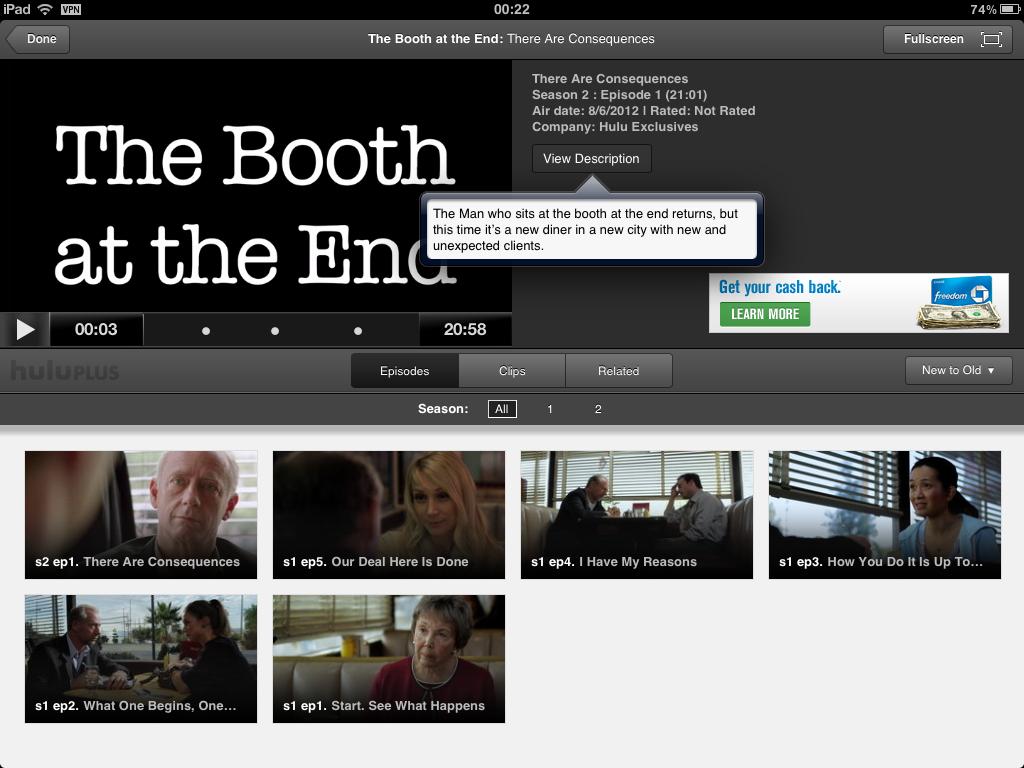 iPad VPN 00:22 74%
Done The Booth at the End: There Are Consequences Fullscreen
The Booth
at the End
There Are Consequences
Season 2 : Episode 1 (21:01)
Air date: 8/6/2012 | Rated: Not Rated
Company: Hulu Exclusives
View Description
The Man who sits at the booth at the end returns, but
this time it's a new diner in a new city with new and
unexpected clients.
Get your cash back.
LEARN MORE
freedom
00:03 20:58
hulu PLUS Episodes Clips Related New to Old ▼
Season: All 1 2
s2 ep1. There Are Consequences
s1 ep5. Our Deal Here Is Done
s1 ep4. I Have My Reasons
s1 ep3. How You Do It Is Up To...
s1 ep2. What One Begins, One...
s1 ep1. Start. See What Happens